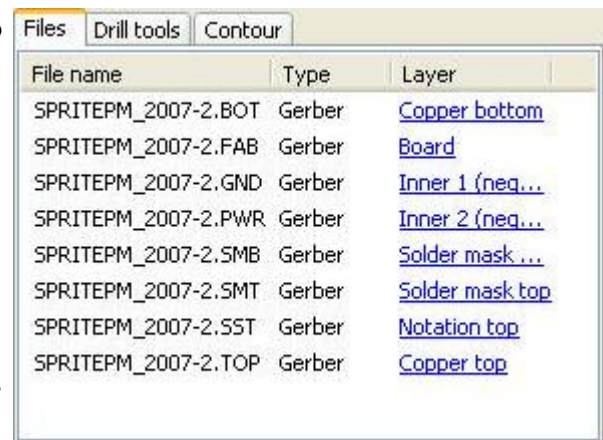 Files Drill tools Contour
File name Type Layer
SPRITEPM_2007-2.BOT Gerber Copper bottom
SPRITEPM_2007-2.FAB Gerber Board
SPRITEPM_2007-2.GND Gerber Inner 1 (neg...
SPRITEPM_2007-2.PWR Gerber Inner 2 (neg...
SPRITEPM_2007-2.SMB Gerber Solder mask ...
SPRITEPM_2007-2.SMT Gerber Solder mask top
SPRITEPM_2007-2.SST Gerber Notation top
SPRITEPM_2007-2.TOP Gerber Copper top